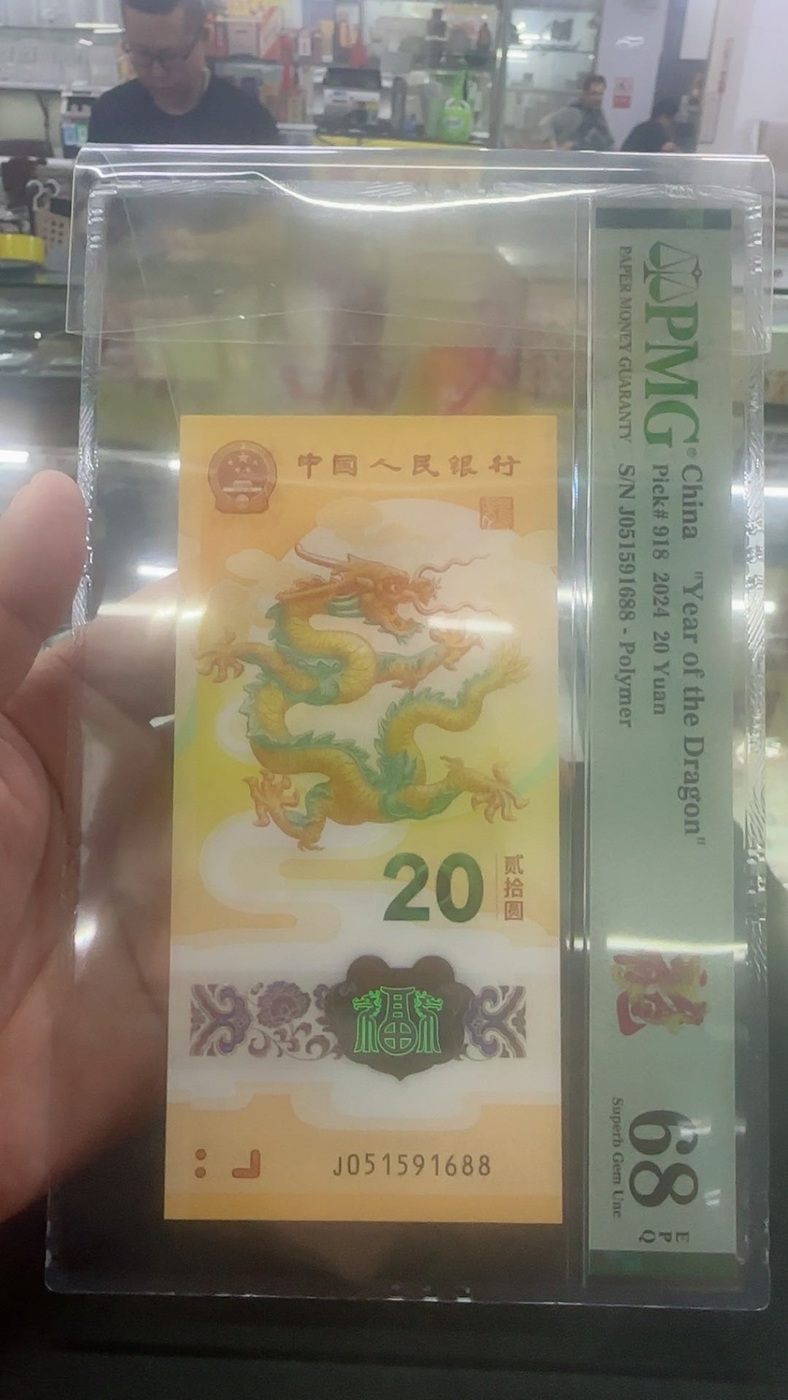 中国人民银行
20
贰拾圆
福
J051591688
PMG®
PAPER MONEY GUARANTY
China "Year of the Dragon"
Pick# 918 2024 20 Yuan
S/N J051591688 - Polymer
68
EPQ
Superb Gem Unc